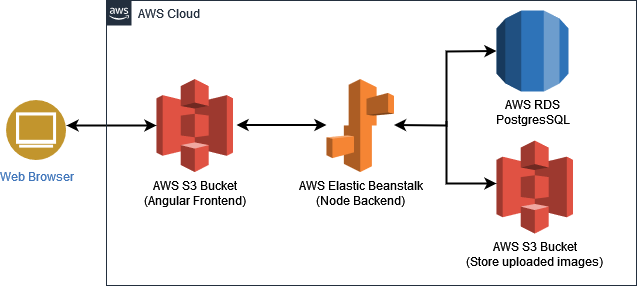 aws
AWS Cloud
Web Browser
AWS S3 Bucket
(Angular Frontend)
AWS Elastic Beanstalk
(Node Backend)
AWS RDS
PostgresSQL
AWS S3 Bucket
(Store uploaded images)